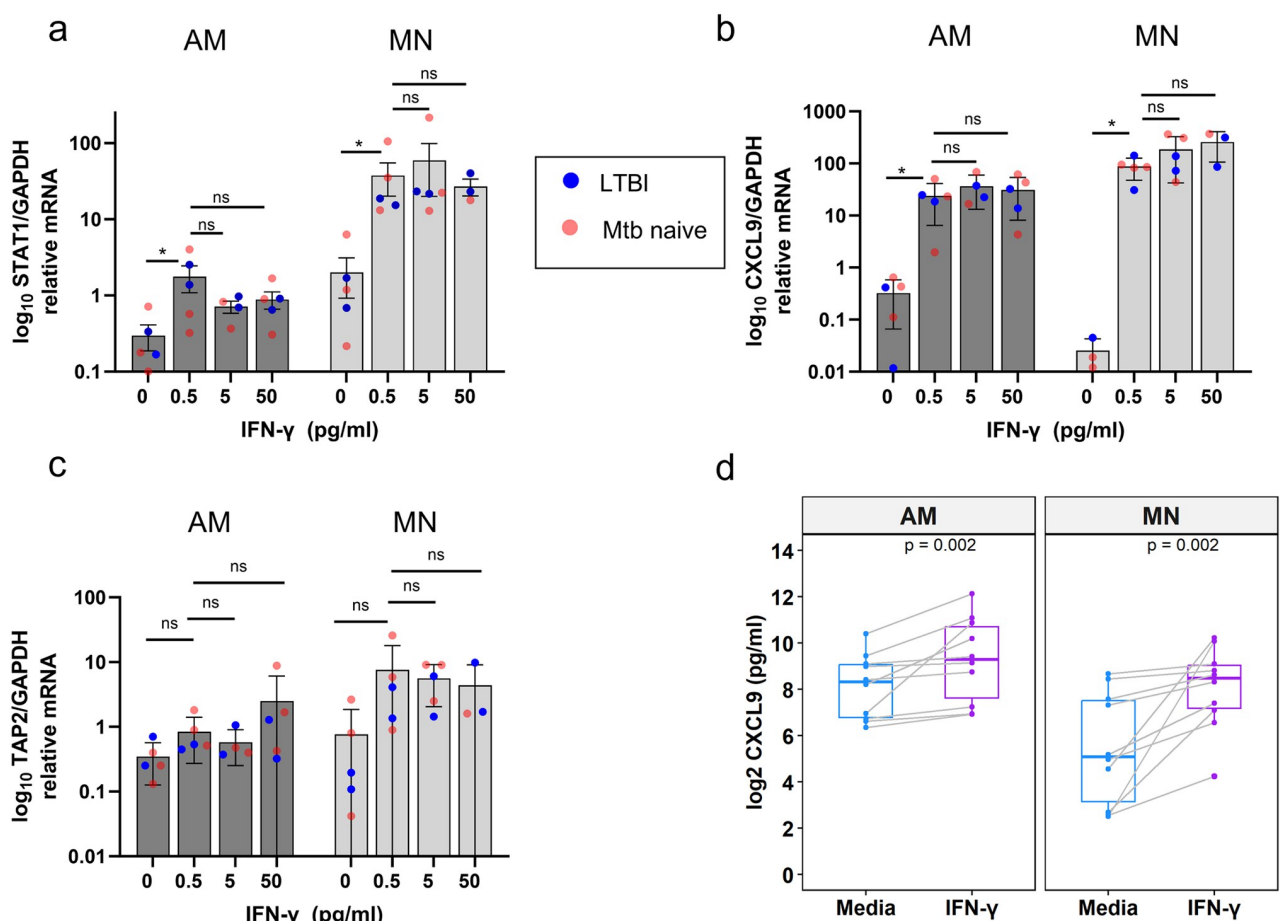 a
AM
MN
ns
ns
*
ns
ns
*
log10 STAT1/GAPDH
relative mRNA
100
10
1
0.1
0 0.5 5 50 0 0.5 5 50
IFN-γ (pg/ml)
LTBI
Mtb naive
b
AM
MN
ns
ns
*
ns
ns
*
log10 CXCL9/GAPDH
relative mRNA
1000
100
10
1
0.1
0.01
0 0.5 5 50 0 0.5 5 50
IFN-γ (pg/ml)
c
AM
MN
ns
ns
ns
ns
ns
ns
log10 TAP2/GAPDH
relative mRNA
100
10
1
0.1
0.01
0 0.5 5 50 0 0.5 5 50
IFN-γ (pg/ml)
d
AM
MN
p = 0.002
p = 0.002
log2 CXCL9 (pg/ml)
14
12
10
8
6
4
2
0
Media IFN-γ Media IFN-γ